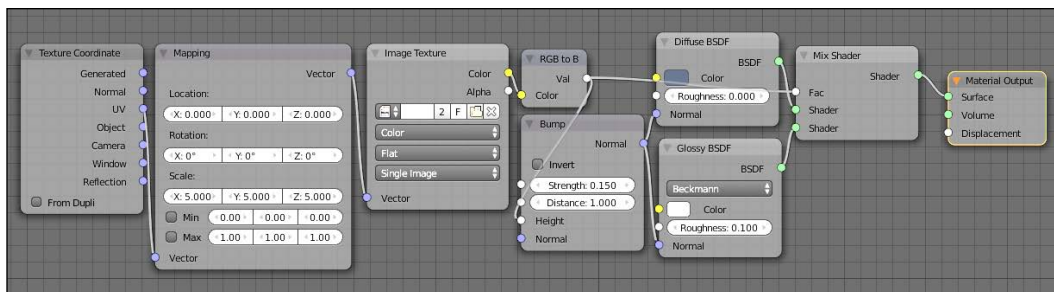 Texture Coordinate
Generated
Normal
UV
Object
Camera
Window
Reflection
From Dupli
Mapping
Vector
Location:
X: 0.000 Y: 0.000 Z: 0.000
Rotation:
X: 0° Y: 0° Z: 0°
Scale:
X: 5.000 Y: 5.000 Z: 5.000
Min 0.00 0.00 0.00
Max 1.00 1.00 1.00
Vector
Image Texture
Color
Alpha
2 F
Color
Flat
Single Image
Vector
RGB to B
Val
Color
Bump
Normal
Invert
Strength: 0.150
Distance: 1.000
Height
Normal
Diffuse BSDF
BSDF
Color
Roughness: 0.000
Normal
Glossy BSDF
BSDF
Beckmann
Color
Roughness: 0.100
Normal
Mix Shader
Shader
Fac
Shader
Shader
Material Output
Surface
Volume
Displacement